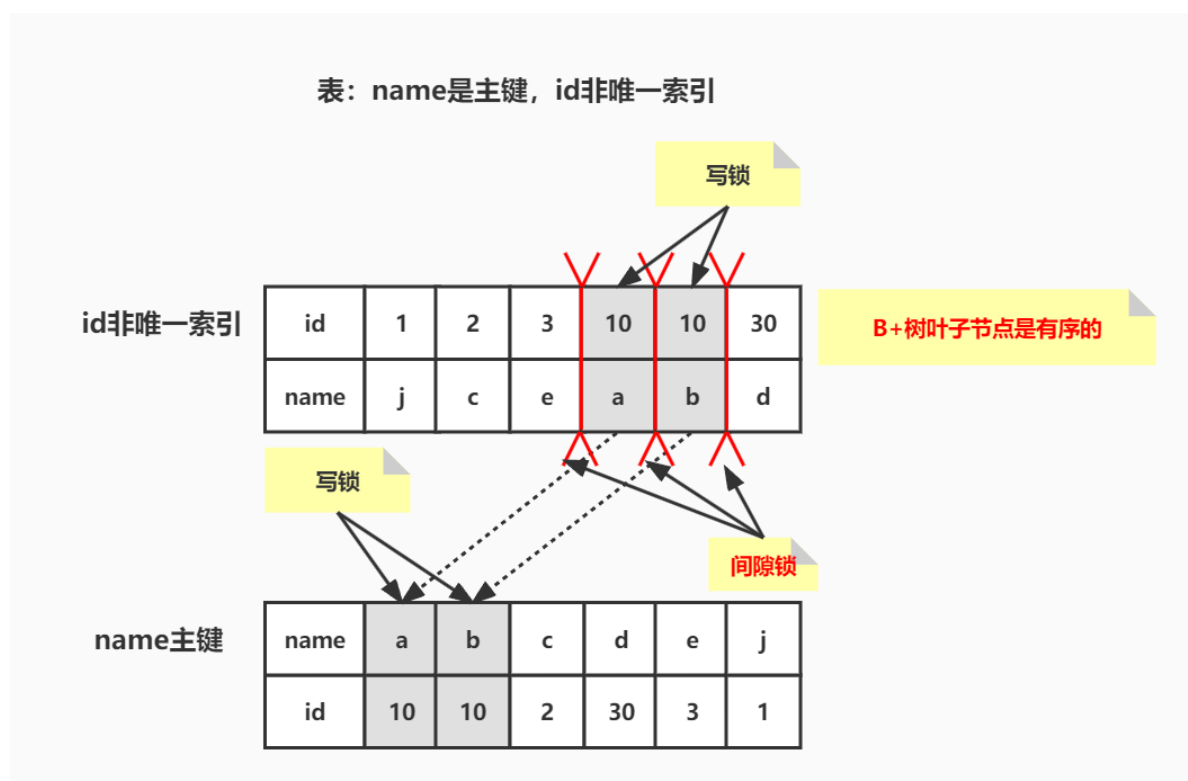 表：name是主键，id非唯一索引
写锁
id非唯一索引
id 1 2 3 10 10 30
name j c e a b d
B+树叶子节点是有序的
写锁
间隙锁
name主键
name a b c d e j
id 10 10 2 30 3 1